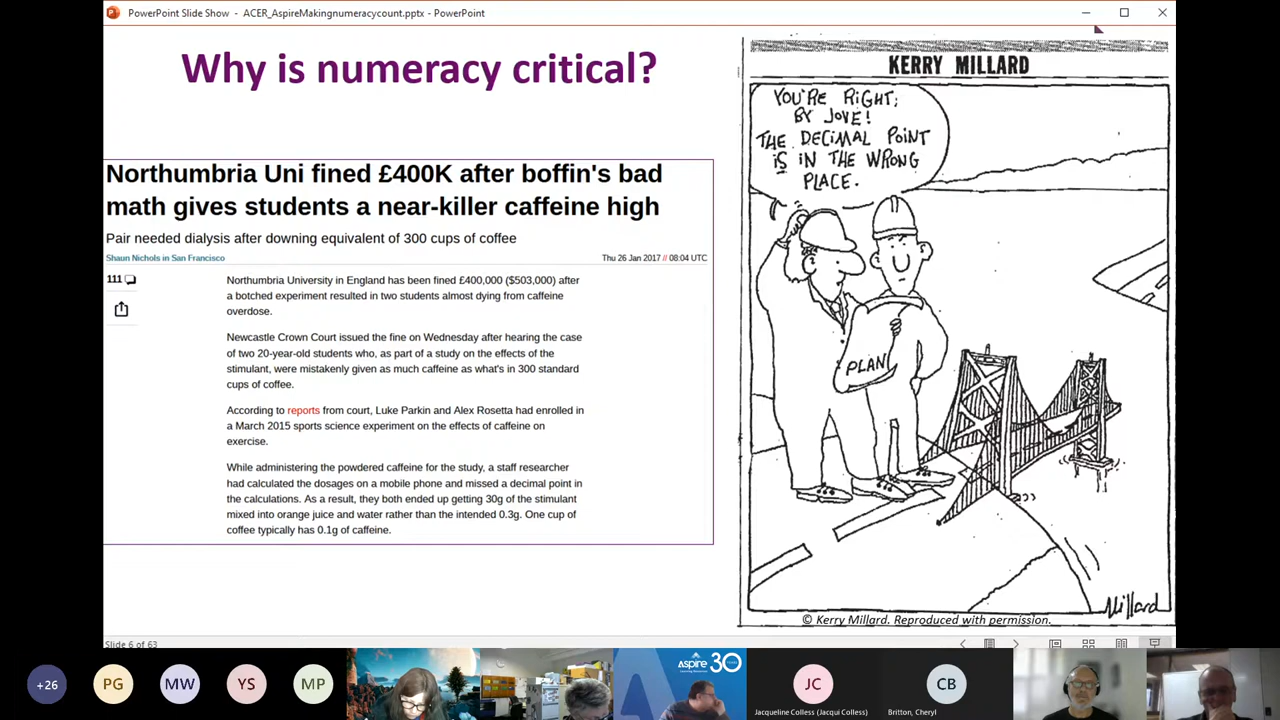 PowerPoint Slide Show - ACER_AspireMakingnumeracycount.pptx - PowerPoint
Why is numeracy critical?
Northumbria Uni fined £400K after boffin's bad
math gives students a near-killer caffeine high
Pair needed dialysis after downing equivalent of 300 cups of coffee
Shaun Nichols in San Francisco
Thu 26 Jan 2017 // 08:04 UTC
111
Northumbria University in England has been fined £400,000 ($503,000) after
a botched experiment resulted in two students almost dying from caffeine
overdose.
Newcastle Crown Court issued the fine on Wednesday after hearing the case
of two 20-year-old students who, as part of a study on the effects of the
stimulant, were mistakenly given as much caffeine as what's in 300 standard
cups of coffee.
According to reports from court, Luke Parkin and Alex Rosetta had enrolled in
a March 2015 sports science experiment on the effects of caffeine on
exercise.
While administering the powdered caffeine for the study, a staff researcher
had calculated the dosages on a mobile phone and missed a decimal point in
the calculations. As a result, they both ended up getting 30g of the stimulant
mixed into orange juice and water rather than the intended 0.3g. One cup of
coffee typically has 0.1g of caffeine.
KERRY MILLARD
YOU'RE RIGHT,
BY JOVE!
THE DECIMAL POINT
IS IN THE WRONG
PLACE.
PLAN
Millard
© Kerry Millard. Reproduced with permission.
Slide 6 of 63
+26
PG
MW
YS
MP
Aspire 30
JC
Jacqueline Colless (Jacqui Colless)
CB
Britton, Cheryl